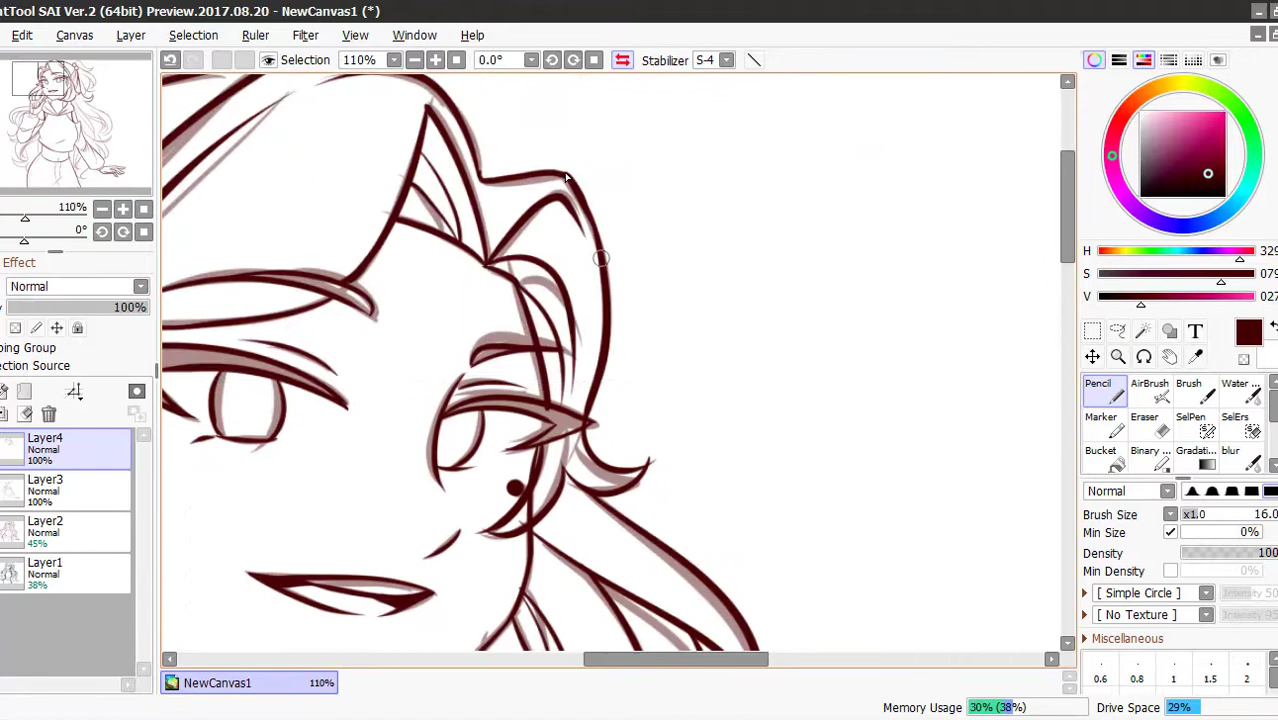 ntTool SAI Ver.2 (64bit) Preview.2017.08.20 - NewCanvas1 (*)
Edit Canvas Layer Selection Ruler Filter View Window Help
Selection 110% 0.0° Stabilizer S-4
110%
0°
Effect
Normal
100%
ping Group
ection Source
Layer4
Normal
100%
Layer3
Normal
100%
Layer2
Normal
45%
Layer1
Normal
38%
H 329
S 079
V 027
T
Pencil AirBrush Brush Water ...
Marker Eraser SelPen SelErs
Bucket Binary ... Gradati... blur
Normal
Brush Size x1.0 16.0
Min Size 0%
Density 100
Min Density 0%
[ Simple Circle ] Intensity 50
[ No Texture ] Intensity 95
Miscellaneous
0.6 0.8 1 1.5 2
NewCanvas1 110%
Memory Usage 30% (38%) Drive Space 29%